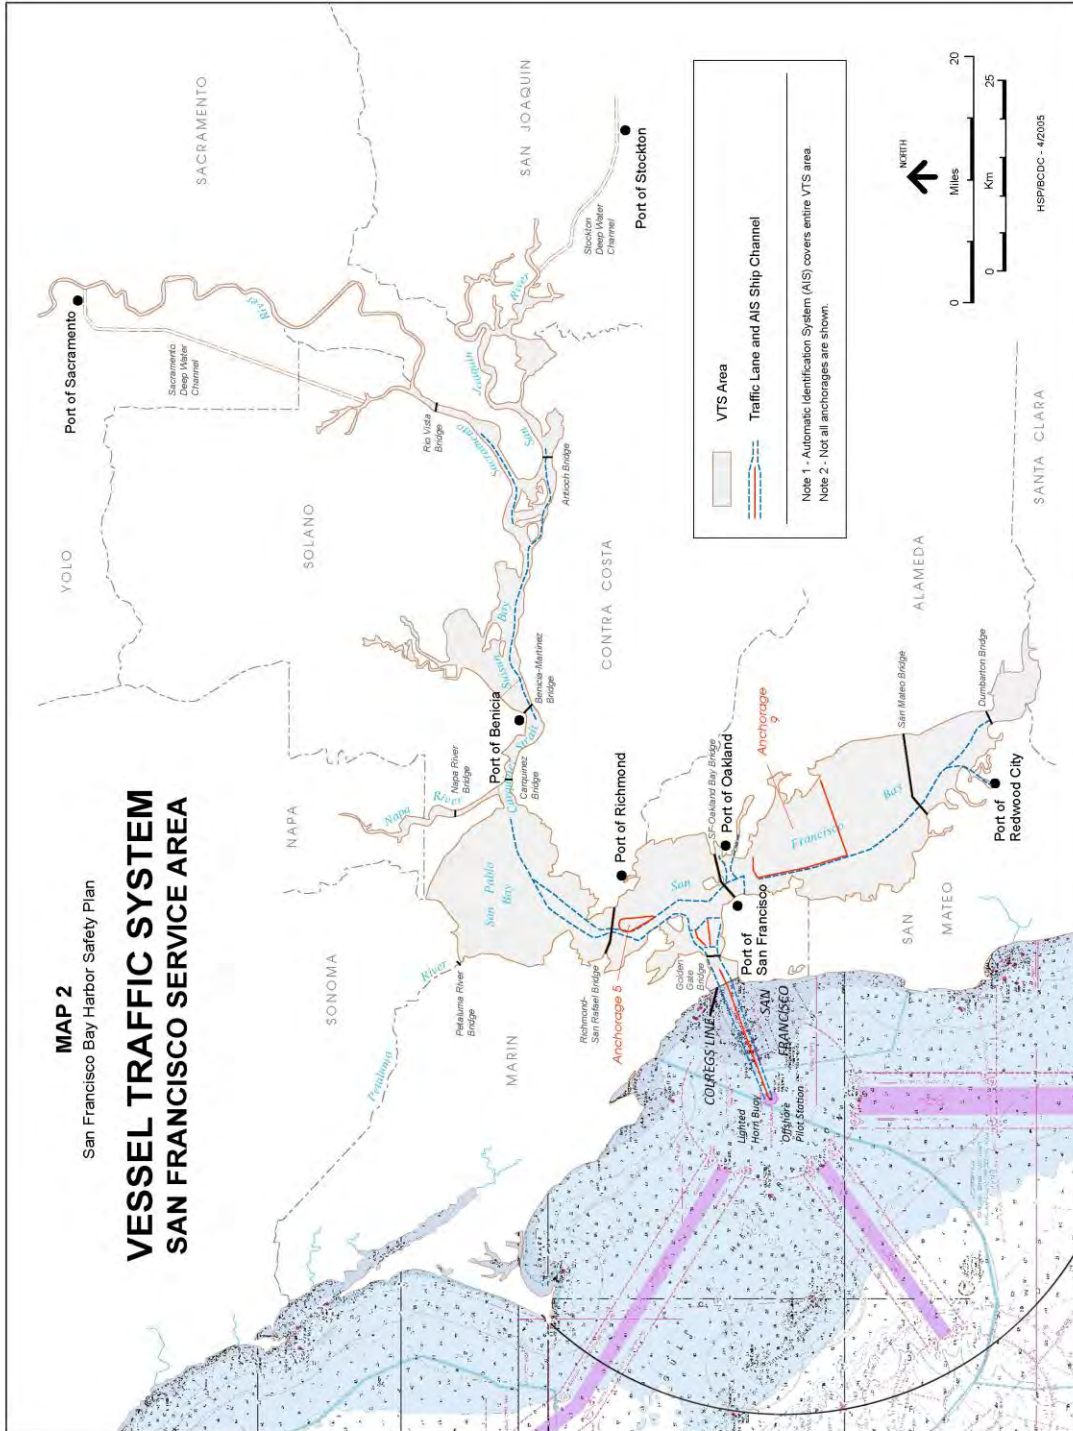 MAP 2
San Francisco Bay Harbor Safety Plan
VESSEL TRAFFIC SYSTEM
SAN FRANCISCO SERVICE AREA
YOLO
SACRAMENTO
SAN JOAQUIN
SOLANO
NAPA
SONOMA
MARIN
CONTRA COSTA
ALAMEDA
SANTA CLARA
SAN
MATEO
SAN
FRANCISCO
Port of Sacramento
Sacramento
Deep Water
Channel
River
Sacramento
Rio Vista
Bridge
San
Joaquin
River
Stockton
Deep Water
Channel
Port of Stockton
Antioch Bridge
Suisun
Bay
Benicia-Martinez
Bridge
Port of Benicia
Carquinez
Strait
Carquinez
Bridge
Napa River
Bridge
Napa
River
San Pablo
Bay
Petaluma
River
Petaluma River
Bridge
Richmond-
San Rafael Bridge
Anchorage 5
Port of Richmond
Golden
Gate
Bridge
San
Francisco
Bay
SF-Oakland Bay Bridge
Port of Oakland
Port of
San Francisco
Anchorage
9
San Mateo Bridge
Dumbarton Bridge
Port of
Redwood City
COLREGS LINE
Lighted
Horn Buoy
Offshore
Pilot Station
VTS Area
Traffic Lane and AIS Ship Channel
Note 1 - Automatic Identification System (AIS) covers entire VTS area.
Note 2 - Not all anchorages are shown.
NORTH
0
20
Miles
Km
0
25
HSP/BCDC - 4/2005